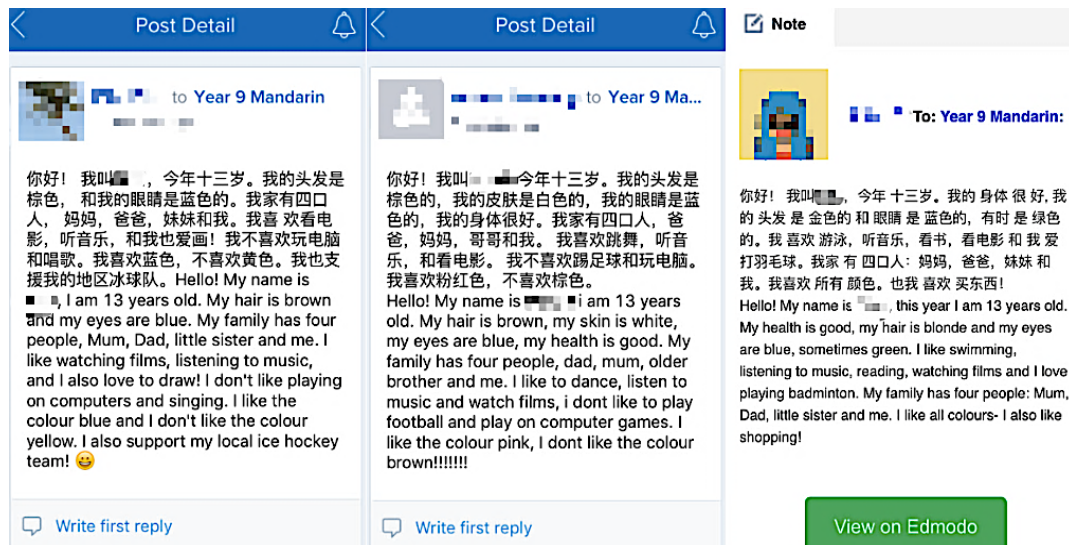 Post Detail
to Year 9 Mandarin
你好！ 我叫 ，今年十三岁。我的头发是
棕色， 和我的眼睛是蓝色的。我家有四口
人， 妈妈，爸爸，妹妹和我。我喜 欢看电
影，听音乐，和我也爱画！我不喜欢玩电脑
和唱歌。我喜欢蓝色，不喜欢黄色。我也支
援我的地区冰球队。Hello! My name is
, I am 13 years old. My hair is brown
and my eyes are blue. My family has four
people, Mum, Dad, little sister and me. I
like watching films, listening to music,
and I also love to draw! I don't like playing
on computers and singing. I like the
colour blue and I don't like the colour
yellow. I also support my local ice hockey
team! 😀
Write first reply
Post Detail
to Year 9 Ma...
你好！ 我叫 今年十三岁。我的头发是
棕色的，我的皮肤是白色的，我的眼睛是蓝
色的，我的身体很好。我家有四口人，爸
爸，妈妈，哥哥和我。 我喜欢跳舞，听音
乐，和看电影。 我不喜欢踢足球和玩电脑。
我喜欢粉红色，不喜欢棕色。
Hello! My name is i am 13 years
old. My hair is brown, my skin is white,
my eyes are blue, my health is good. My
family has four people, dad, mum, older
brother and me. I like to dance, listen to
music and watch films, i dont like to play
football and play on computer games. I
like the colour pink, I dont like the colour
brown!!!!!!!
Write first reply
Note
To: Year 9 Mandarin:
你好！ 我叫 ，今年 十三岁。我的 身体 很 好, 我
的 头发 是 金色的 和 眼睛 是 蓝色的，有时 是 绿色
的。我 喜欢 游泳，听音乐，看书，看电影 和 我 爱
打羽毛球。我家 有 四口人：妈妈，爸爸，妹妹 和
我。我喜欢 所有 颜色。也我 喜欢 买东西！
Hello! My name is , this year I am 13 years old.
My health is good, my hair is blonde and my eyes
are blue, sometimes green. I like swimming,
listening to music, reading, watching films and I love
playing badminton. My family has four people: Mum,
Dad, little sister and me. I like all colours- I also like
shopping!
View on Edmodo